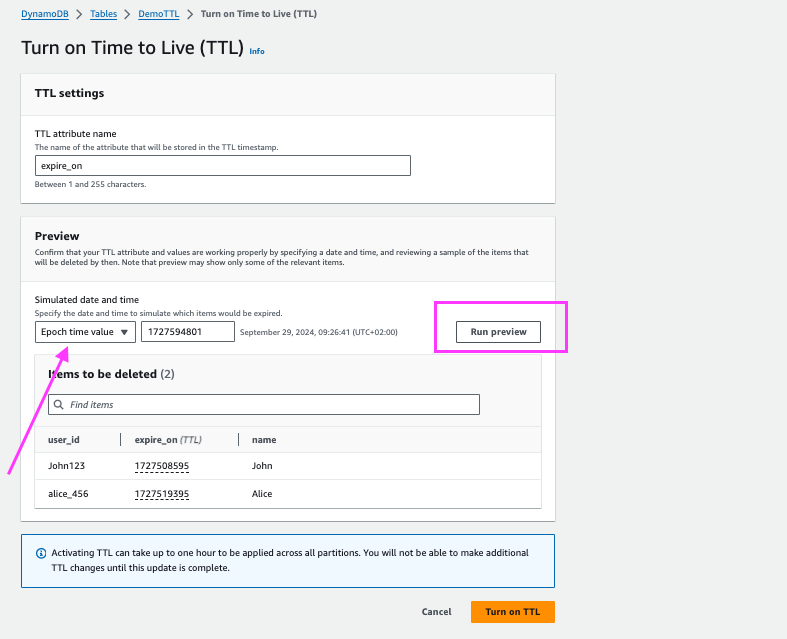 DynamoDB > Tables > DemoTTL > Turn on Time to Live (TTL)
Turn on Time to Live (TTL) Info
TTL settings
TTL attribute name
The name of the attribute that will be stored in the TTL timestamp.
expire_on
Between 1 and 255 characters.
Preview
Confirm that your TTL attribute and values are working properly by specifying a date and time, and reviewing a sample of the items that
will be deleted by then. Note that preview may show only some of the relevant items.
Simulated date and time
Specify the date and time to simulate which items would be expired.
Epoch time value 1727594801 September 29, 2024, 09:26:41 (UTC+02:00) Run preview
Items to be deleted (2)
Find items
user_id expire_on (TTL) name
John123 1727508595 John
alice_456 1727519395 Alice
Activating TTL can take up to one hour to be applied across all partitions. You will not be able to make additional
TTL changes until this update is complete.
Cancel Turn on TTL